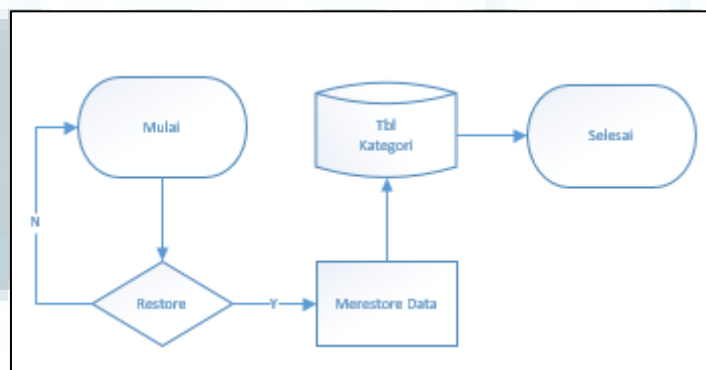 Mulai
Tbl
Kategori
Selesai
N
Restore
Y
Merestore Data